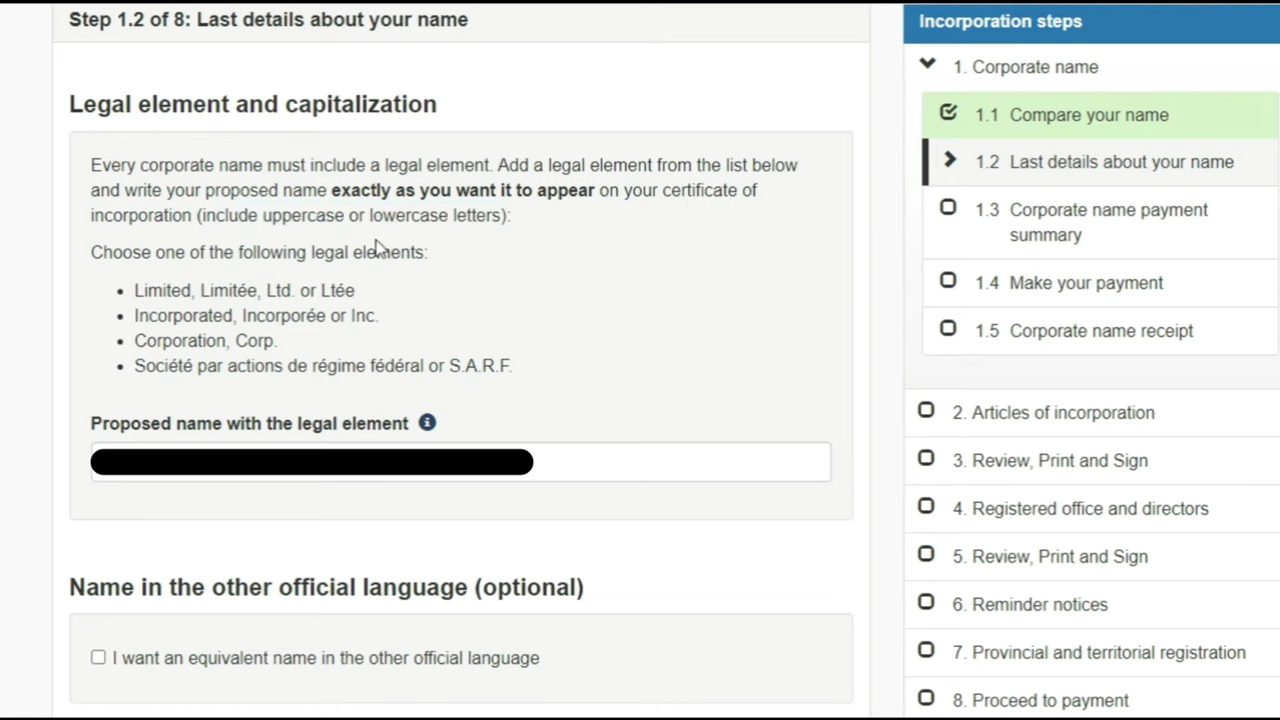 Step 1.2 of 8: Last details about your name
Legal element and capitalization
Every corporate name must include a legal element. Add a legal element from the list below
and write your proposed name exactly as you want it to appear on your certificate of
incorporation (include uppercase or lowercase letters):
Choose one of the following legal elements:
Limited, Limitée, Ltd. or Ltée
Incorporated, Incorporée or Inc.
Corporation, Corp.
Société par actions de régime fédéral or S.A.R.F.
Proposed name with the legal element
Name in the other official language (optional)
I want an equivalent name in the other official language
Incorporation steps
1. Corporate name
1.1 Compare your name
1.2 Last details about your name
1.3 Corporate name payment
summary
1.4 Make your payment
1.5 Corporate name receipt
2. Articles of incorporation
3. Review, Print and Sign
4. Registered office and directors
5. Review, Print and Sign
6. Reminder notices
7. Provincial and territorial registration
8. Proceed to payment